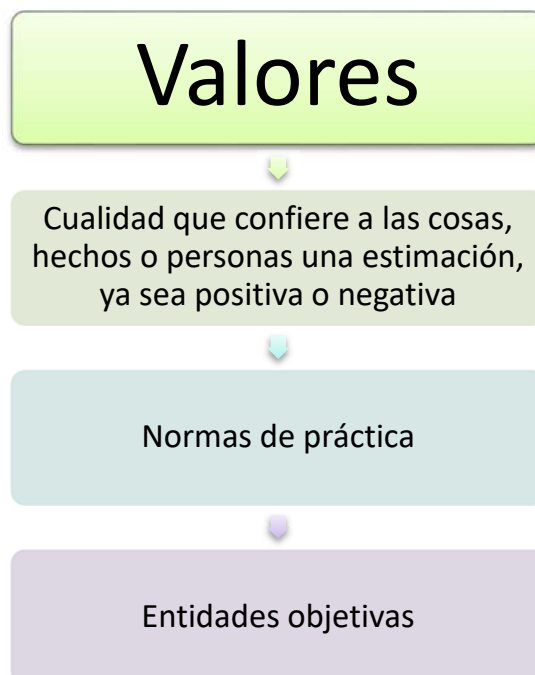 Valores
Cualidad que confiere a las cosas,
hechos o personas una estimación,
ya sea positiva o negativa
Normas de práctica
Entidades objetivas